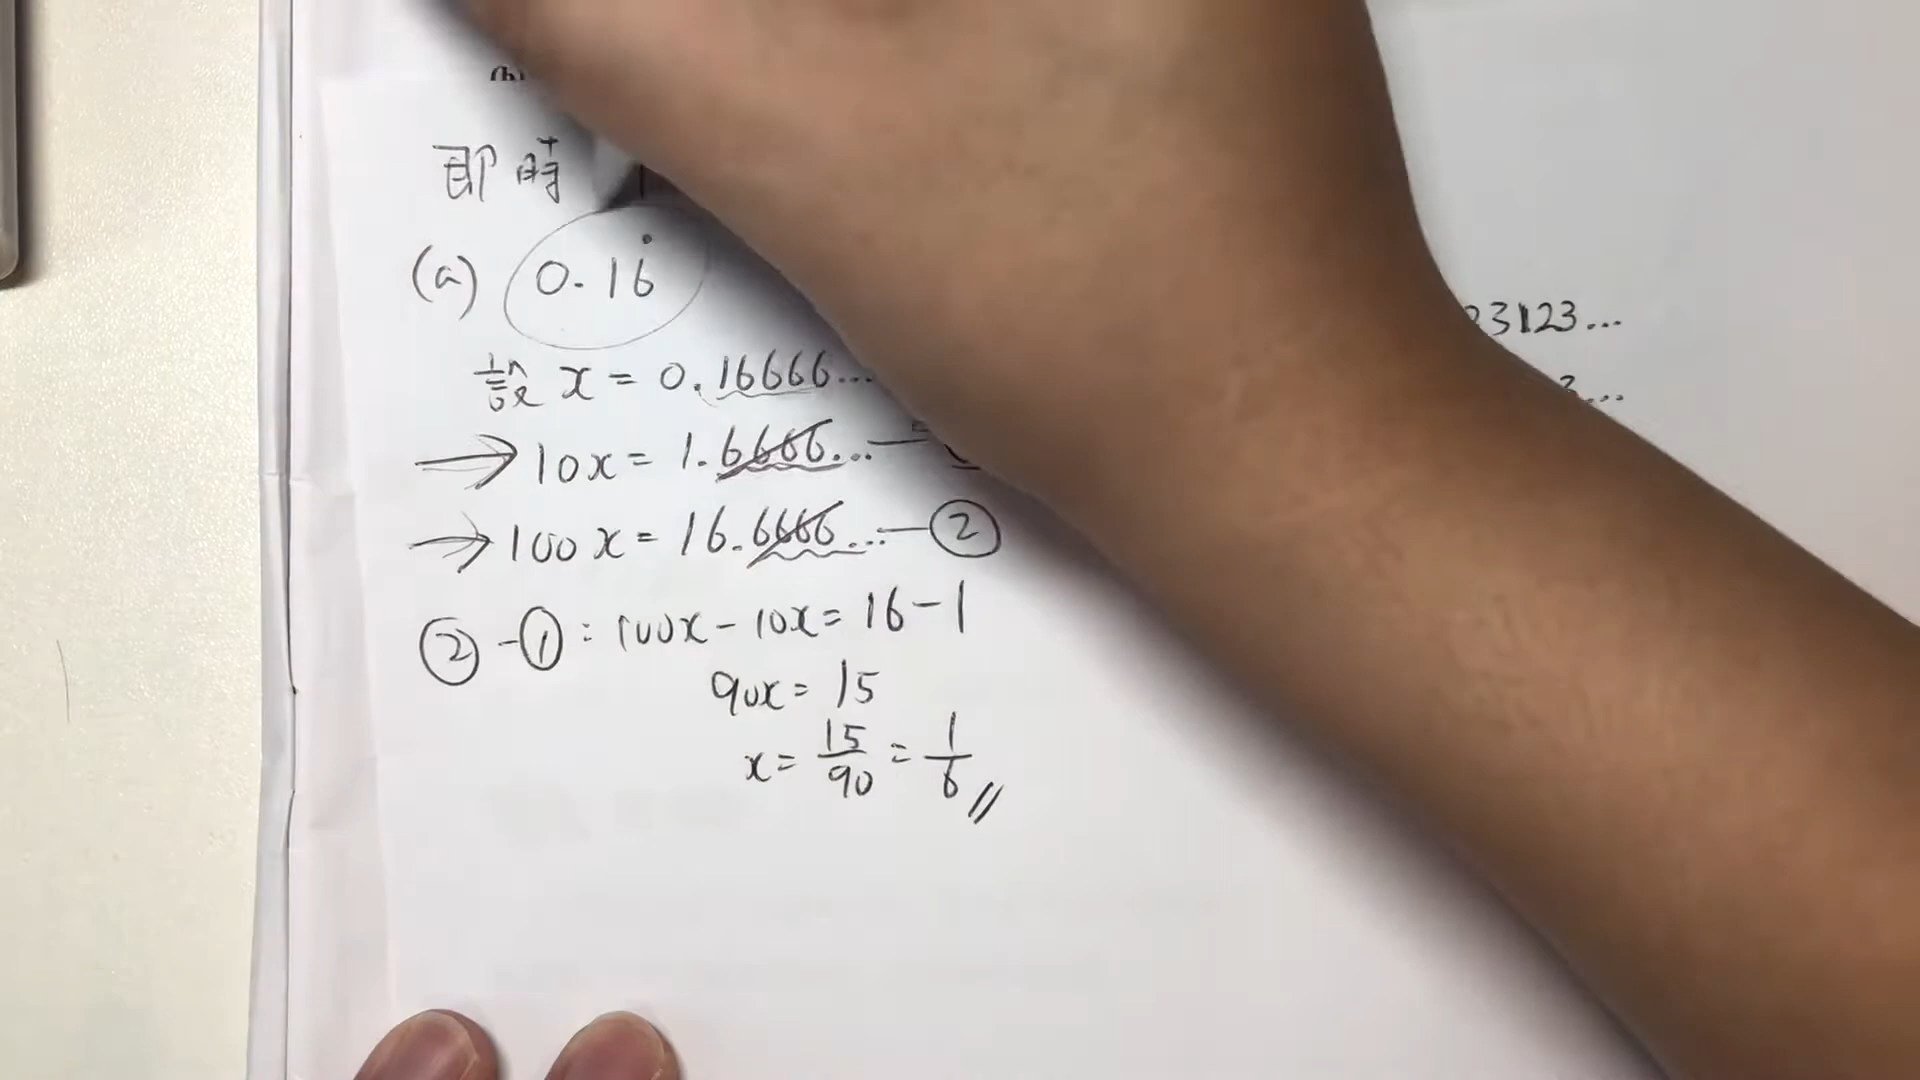 即時
(a) 0.16̇
設 x = 0.16666...
→ 10x = 1.6666...—
→ 100x = 16.6666...—②
②-①: 100x - 10x = 16 - 1
90x = 15
x = 15/90 = 1/6 //
3123...